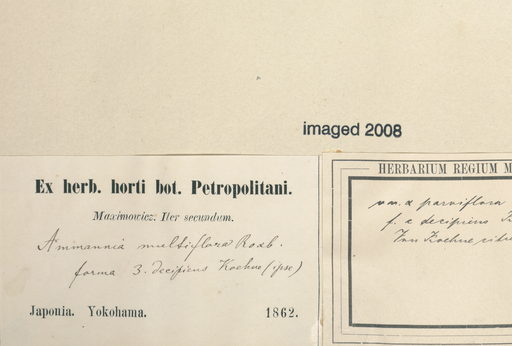 imaged 2008
Ex herb. horti bot. Petropolitani.
Maximowicz. Iter secundum.
Ammannia multiflora Roxb.
forma 3. decipiens Koehne (ipse)
Japonia. Yokohama. 1862.
HERBARIUM REGIUM M
var. α parviflora
f. a decipiens
Koehne